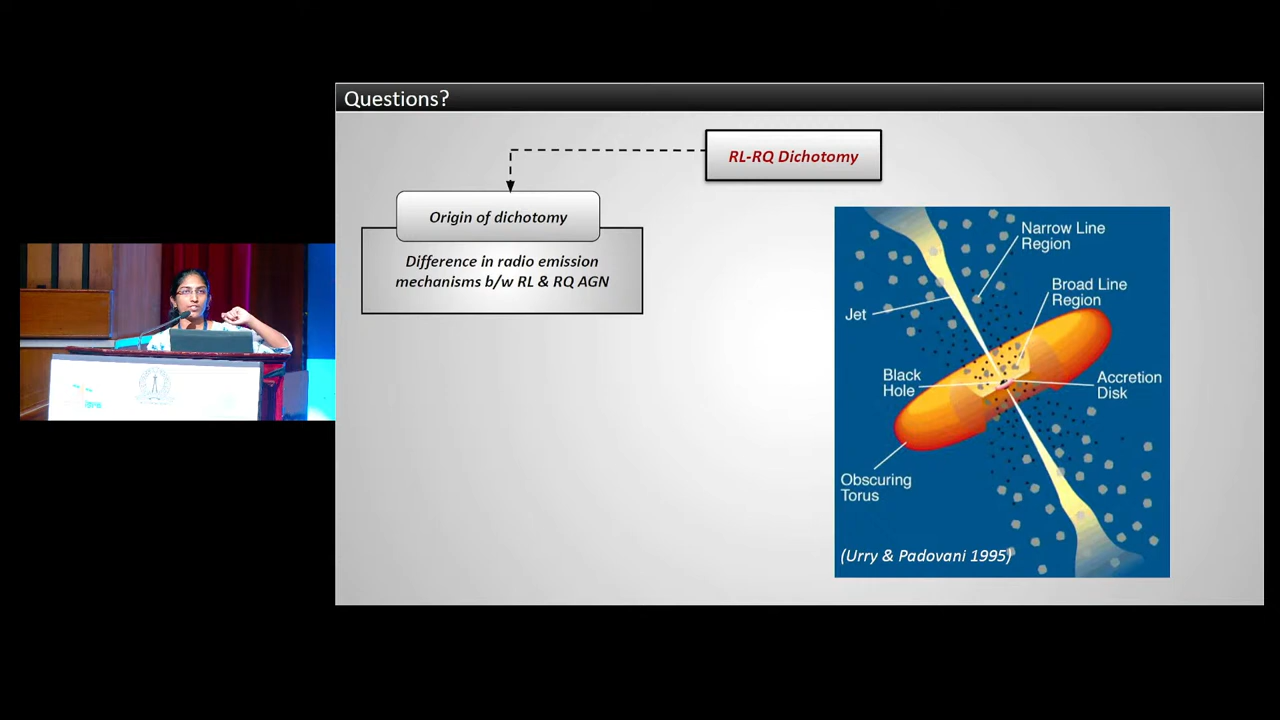 Questions?
RL-RQ Dichotomy
Origin of dichotomy
Difference in radio emission
mechanisms b/w RL & RQ AGN
Narrow Line
Region
Broad Line
Region
Jet
Black
Hole
Accretion
Disk
Obscuring
Torus
(Urry & Padovani 1995)